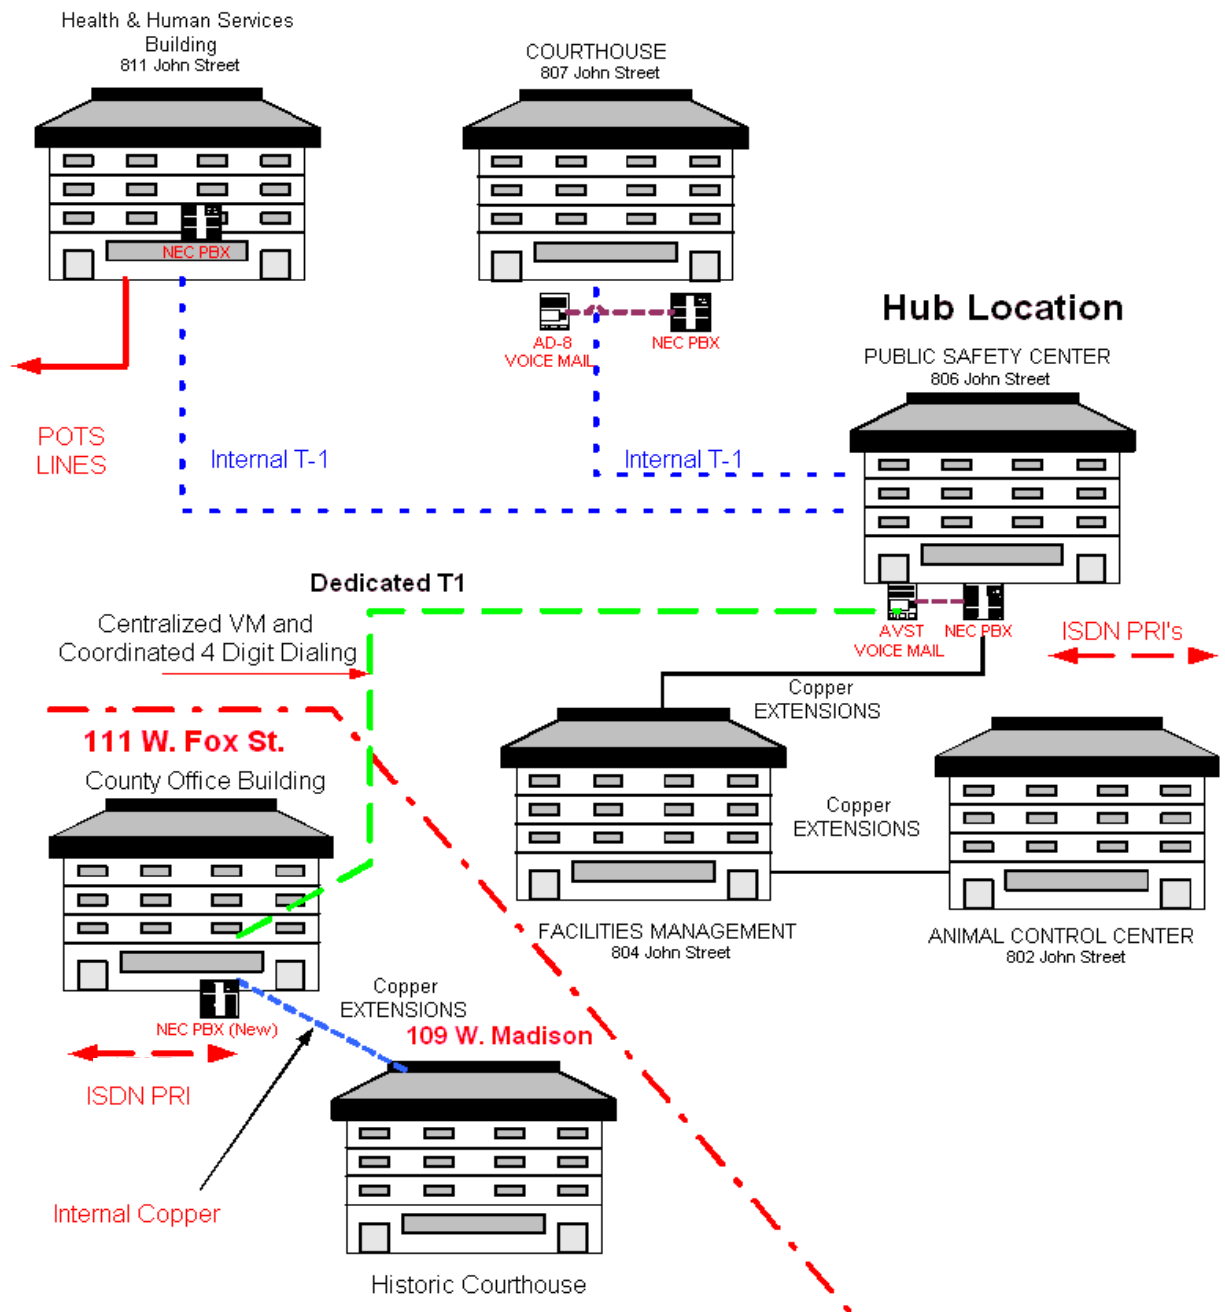 Health & Human Services
Building
811 John Street
COURTHOUSE
807 John Street
NEC PBX
AD-8
VOICE MAIL
NEC PBX
Hub Location
PUBLIC SAFETY CENTER
806 John Street
POTS
LINES
Internal T-1
Internal T-1
Dedicated T1
Centralized VM and
Coordinated 4 Digit Dialing
AVST
VOICE MAIL
NEC PBX
ISDN PRI's
Copper
EXTENSIONS
111 W. Fox St.
County Office Building
Copper
EXTENSIONS
FACILITIES MANAGEMENT
804 John Street
ANIMAL CONTROL CENTER
802 John Street
Copper
EXTENSIONS
NEC PBX (New)
109 W. Madison
ISDN PRI
Internal Copper
Historic Courthouse